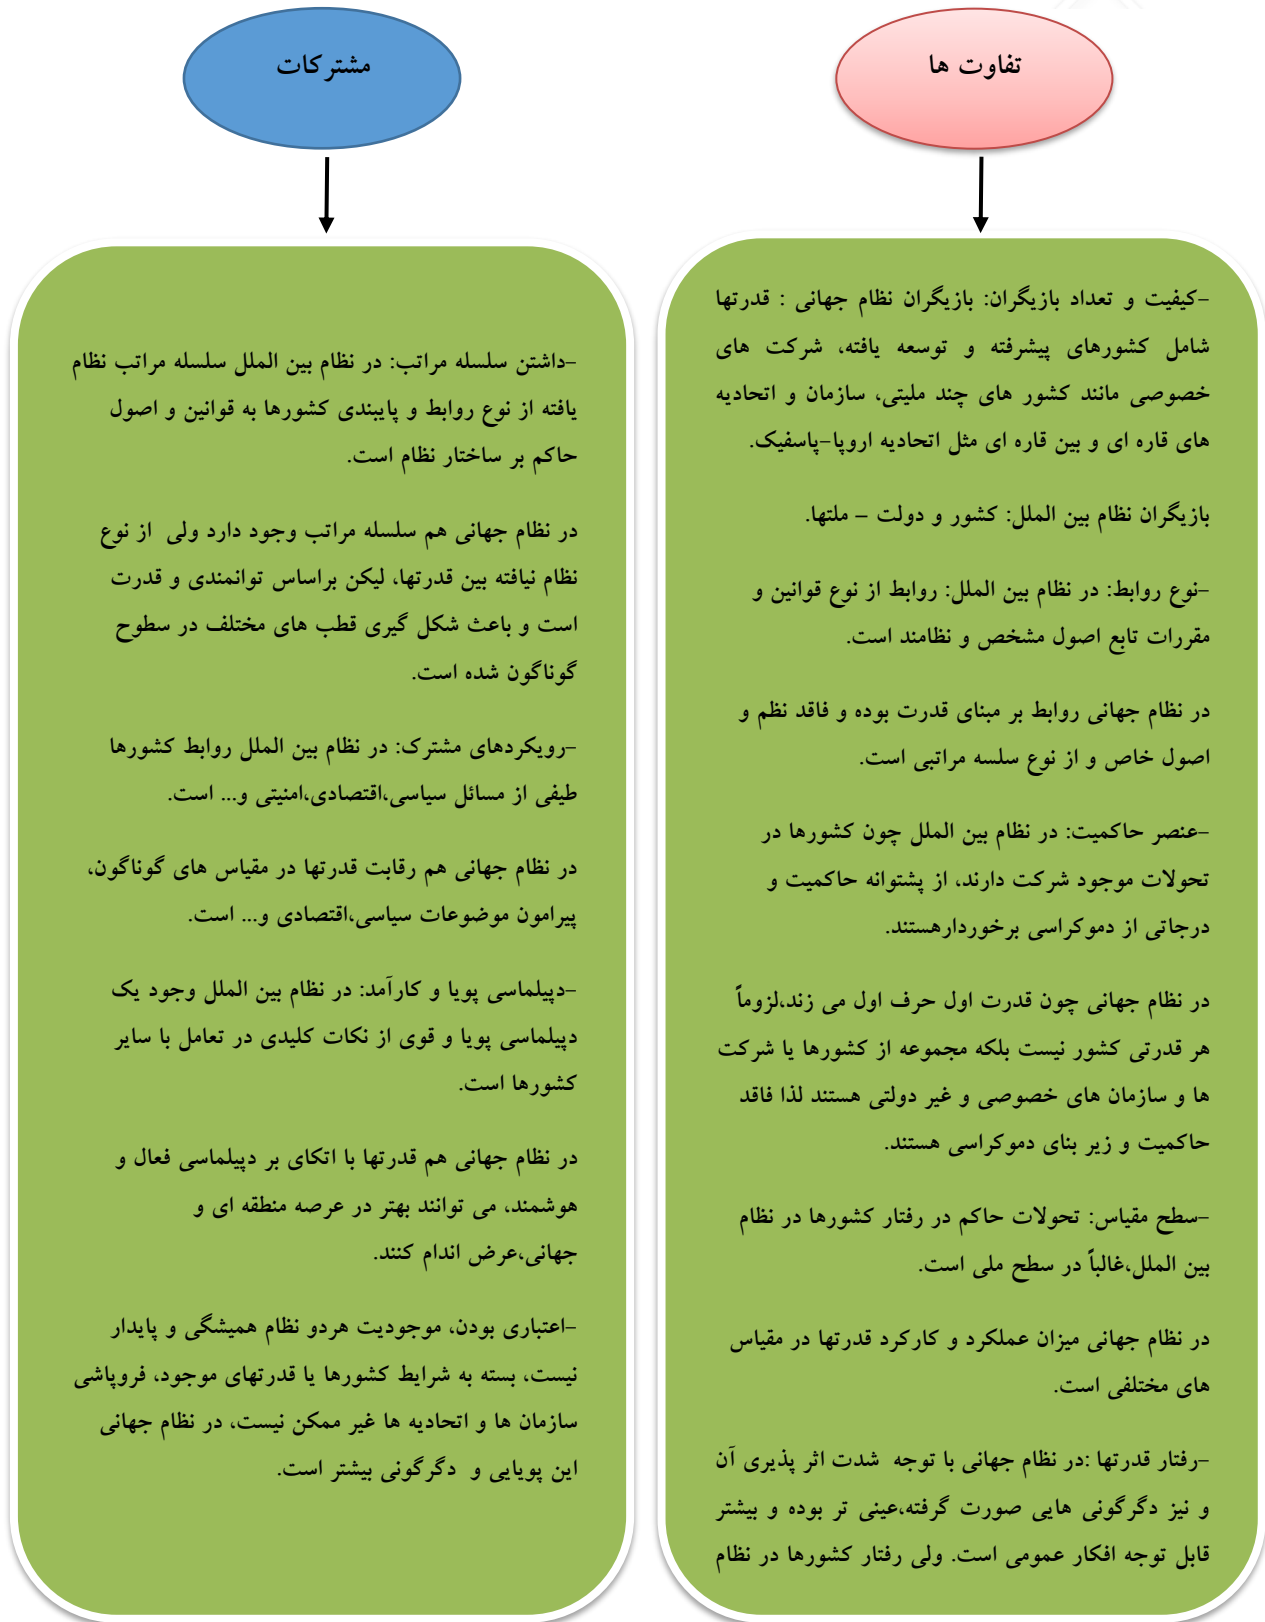 تفاوت ها
-کیفیت و تعداد بازیگران: بازیگران نظام جهانی : قدرتها
شامل کشورهای پیشرفته و توسعه یافته، شرکت های
خصوصی مانند کشور های چند ملیتی، سازمان و اتحادیه
های قاره ای و بین قاره ای مثل اتحادیه اروپا-پاسفیک.
بازیگران نظام بین الملل: کشور و دولت – ملتها.
-نوع روابط: در نظام بین الملل: روابط از نوع قوانین و
مقررات تابع اصول مشخص و نظامند است.
در نظام جهانی روابط بر مبنای قدرت بوده و فاقد نظم و
اصول خاص و از نوع سلسه مراتبی است.
-عنصر حاکمیت: در نظام بین الملل چون کشورها در
تحولات موجود شرکت دارند، از پشتوانه حاکمیت و
درجاتی از دموکراسی برخوردارهستند.
در نظام جهانی چون قدرت اول حرف اول می زند،لزوماً
هر قدرتی کشور نیست بلکه مجموعه از کشورها یا شرکت
ها و سازمان های خصوصی و غیر دولتی هستند لذا فاقد
حاکمیت و زیر بنای دموکراسی هستند.
-سطح مقیاس: تحولات حاکم در رفتار کشورها در نظام
بین الملل،غالباً در سطح ملی است.
در نظام جهانی میزان عملکرد و کارکرد قدرتها در مقیاس
های مختلفی است.
-رفتار قدرتها :در نظام جهانی با توجه شدت اثر پذیری آن
و نیز دگرگونی هایی صورت گرفته،عینی تر بوده و بیشتر
قابل توجه افکار عمومی است. ولی رفتار کشورها در نظام
مشترکات
-داشتن سلسله مراتب: در نظام بین الملل سلسله مراتب نظام
یافته از نوع روابط و پایبندی کشورها به قوانین و اصول
حاکم بر ساختار نظام است.
در نظام جهانی هم سلسله مراتب وجود دارد ولی از نوع
نظام نیافته بین قدرتها، لیکن براساس توانمندی و قدرت
است و باعث شکل گیری قطب های مختلف در سطوح
گوناگون شده است.
-رویکردهای مشترک: در نظام بین الملل روابط کشورها
طیفی از مسائل سیاسی،اقتصادی،امنیتی و... است.
در نظام جهانی هم رقابت قدرتها در مقیاس های گوناگون،
پیرامون موضوعات سیاسی،اقتصادی و... است.
-دیپلماسی پویا و کارآمد: در نظام بین الملل وجود یک
دیپلماسی پویا و قوی از نکات کلیدی در تعامل با سایر
کشورها است.
در نظام جهانی هم قدرتها با اتکای بر دیپلماسی فعال و
هوشمند، می توانند بهتر در عرصه منطقه ای و
جهانی،عرض اندام کنند.
-اعتباری بودن، موجودیت هردو نظام همیشگی و پایدار
نیست، بسته به شرایط کشورها یا قدرتهای موجود، فروپاشی
سازمان ها و اتحادیه ها غیر ممکن نیست، در نظام جهانی
این پویایی و دگرگونی بیشتر است.